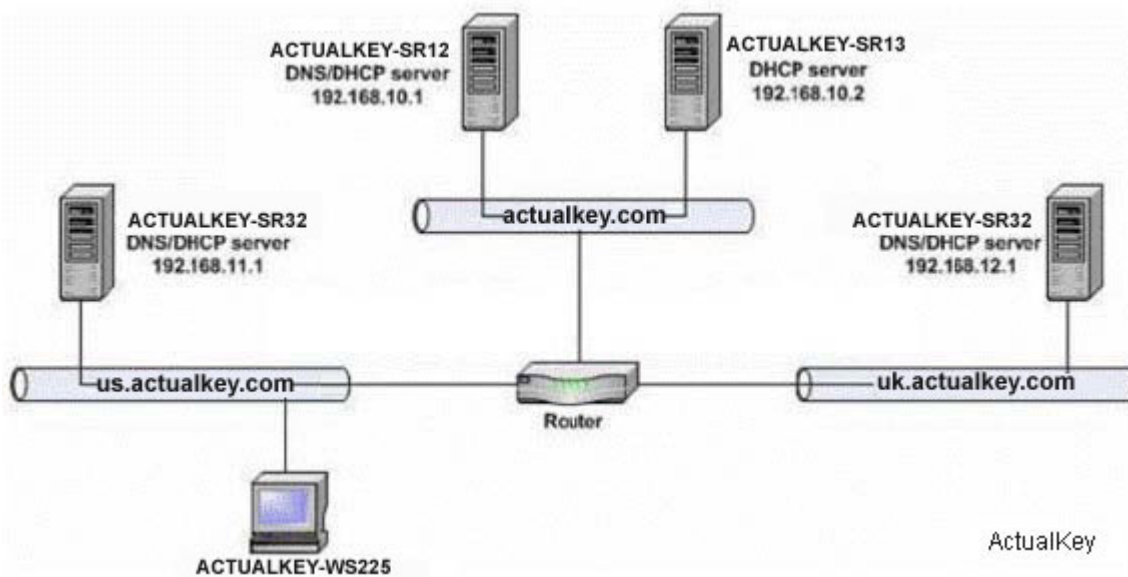 ACTUALKEY-SR12
DNS/DHCP server
192.168.10.1
ACTUALKEY-SR13
DHCP server
192.168.10.2
actualkey.com
ACTUALKEY-SR32
DNS/DHCP server
192.168.11.1
ACTUALKEY-SR32
DNS/DHCP server
192.168.12.1
us.actualkey.com
Router
uk.actualkey.com
ACTUALKEY-WS225
ActualKey